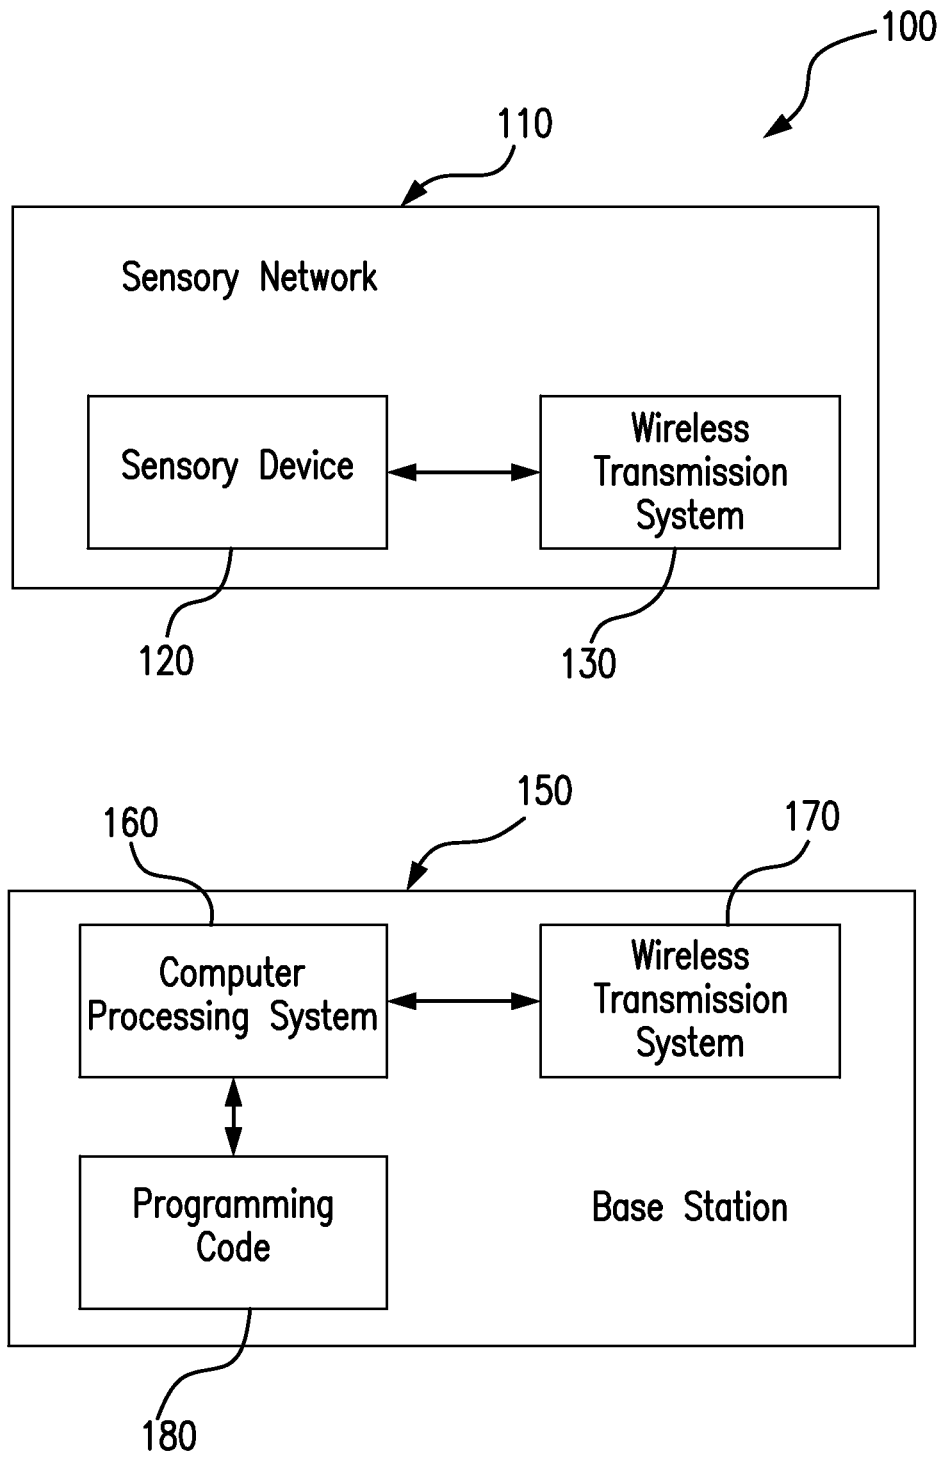 100
110
Sensory Network
Sensory Device
Wireless
Transmission
System
120
130
150
160
170
Computer
Processing System
Wireless
Transmission
System
Programming
Code
Base Station
180